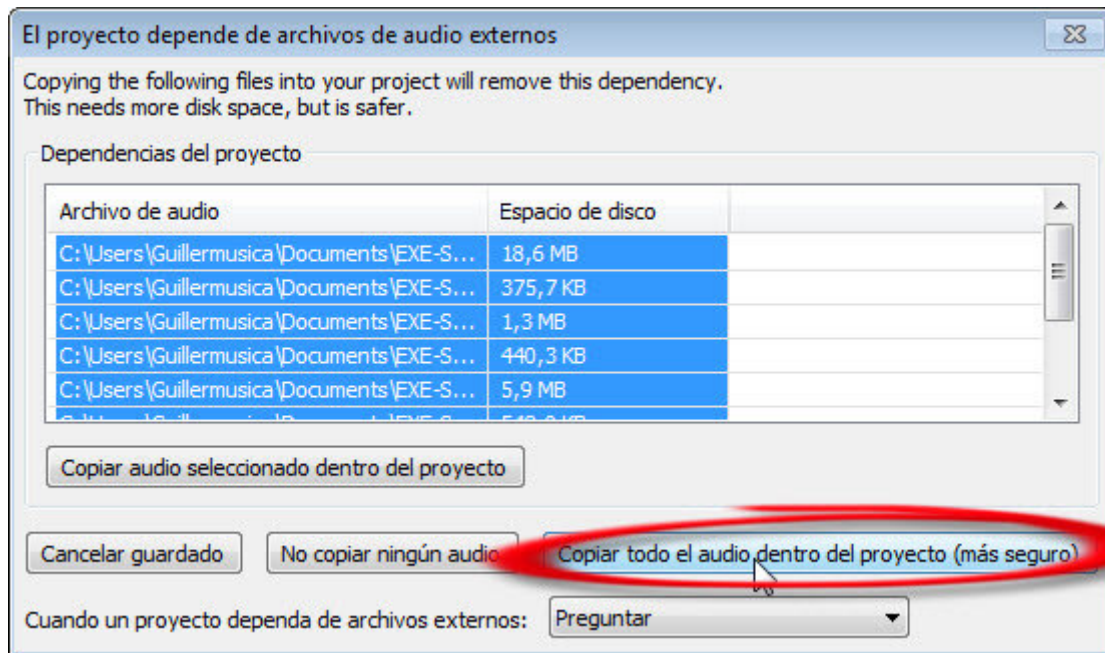 El proyecto depende de archivos de audio externos
Copying the following files into your project will remove this dependency.
This needs more disk space, but is safer.
Dependencias del proyecto
Archivo de audio Espacio de disco
C:\Users\Guillermusica\Documents\EXE-S... 18,6 MB
C:\Users\Guillermusica\Documents\EXE-S... 375,7 KB
C:\Users\Guillermusica\Documents\EXE-S... 1,3 MB
C:\Users\Guillermusica\Documents\EXE-S... 440,3 KB
C:\Users\Guillermusica\Documents\EXE-S... 5,9 MB
Copiar audio seleccionado dentro del proyecto
Cancelar guardado No copiar ningún audio Copiar todo el audio dentro del proyecto (más seguro)
Cuando un proyecto dependa de archivos externos: Preguntar